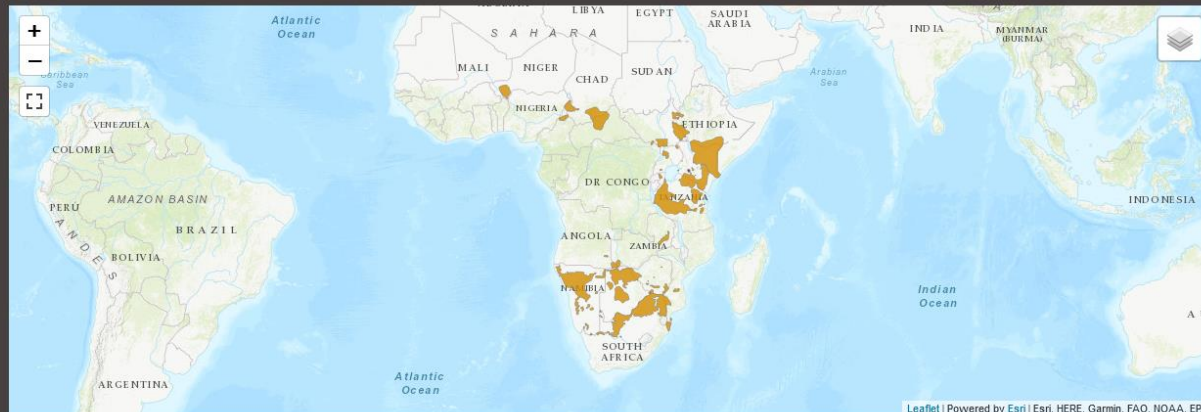 +
−
Atlantic
Ocean
LIBYA
EGYPT
SAUDI
ARABIA
SAHARA
MALI
NIGER
CHAD
SUDAN
NIGERIA
ETHIOPIA
DR CONGO
TANZANIA
ANGOLA
ZAMBIA
NAMIBIA
SOUTH
AFRICA
Caribbean
Sea
VENEZUELA
COLOMBIA
PERU
AMAZON BASIN
BRAZIL
ANDES
BOLIVIA
ARGENTINA
Atlantic
Ocean
Arabian
Sea
INDIA
MYANMAR
(BURMA)
INDONESIA
Indian
Ocean
A
Leaflet | Powered by Esri | Esri, HERE, Garmin, FAO, NOAA, EP